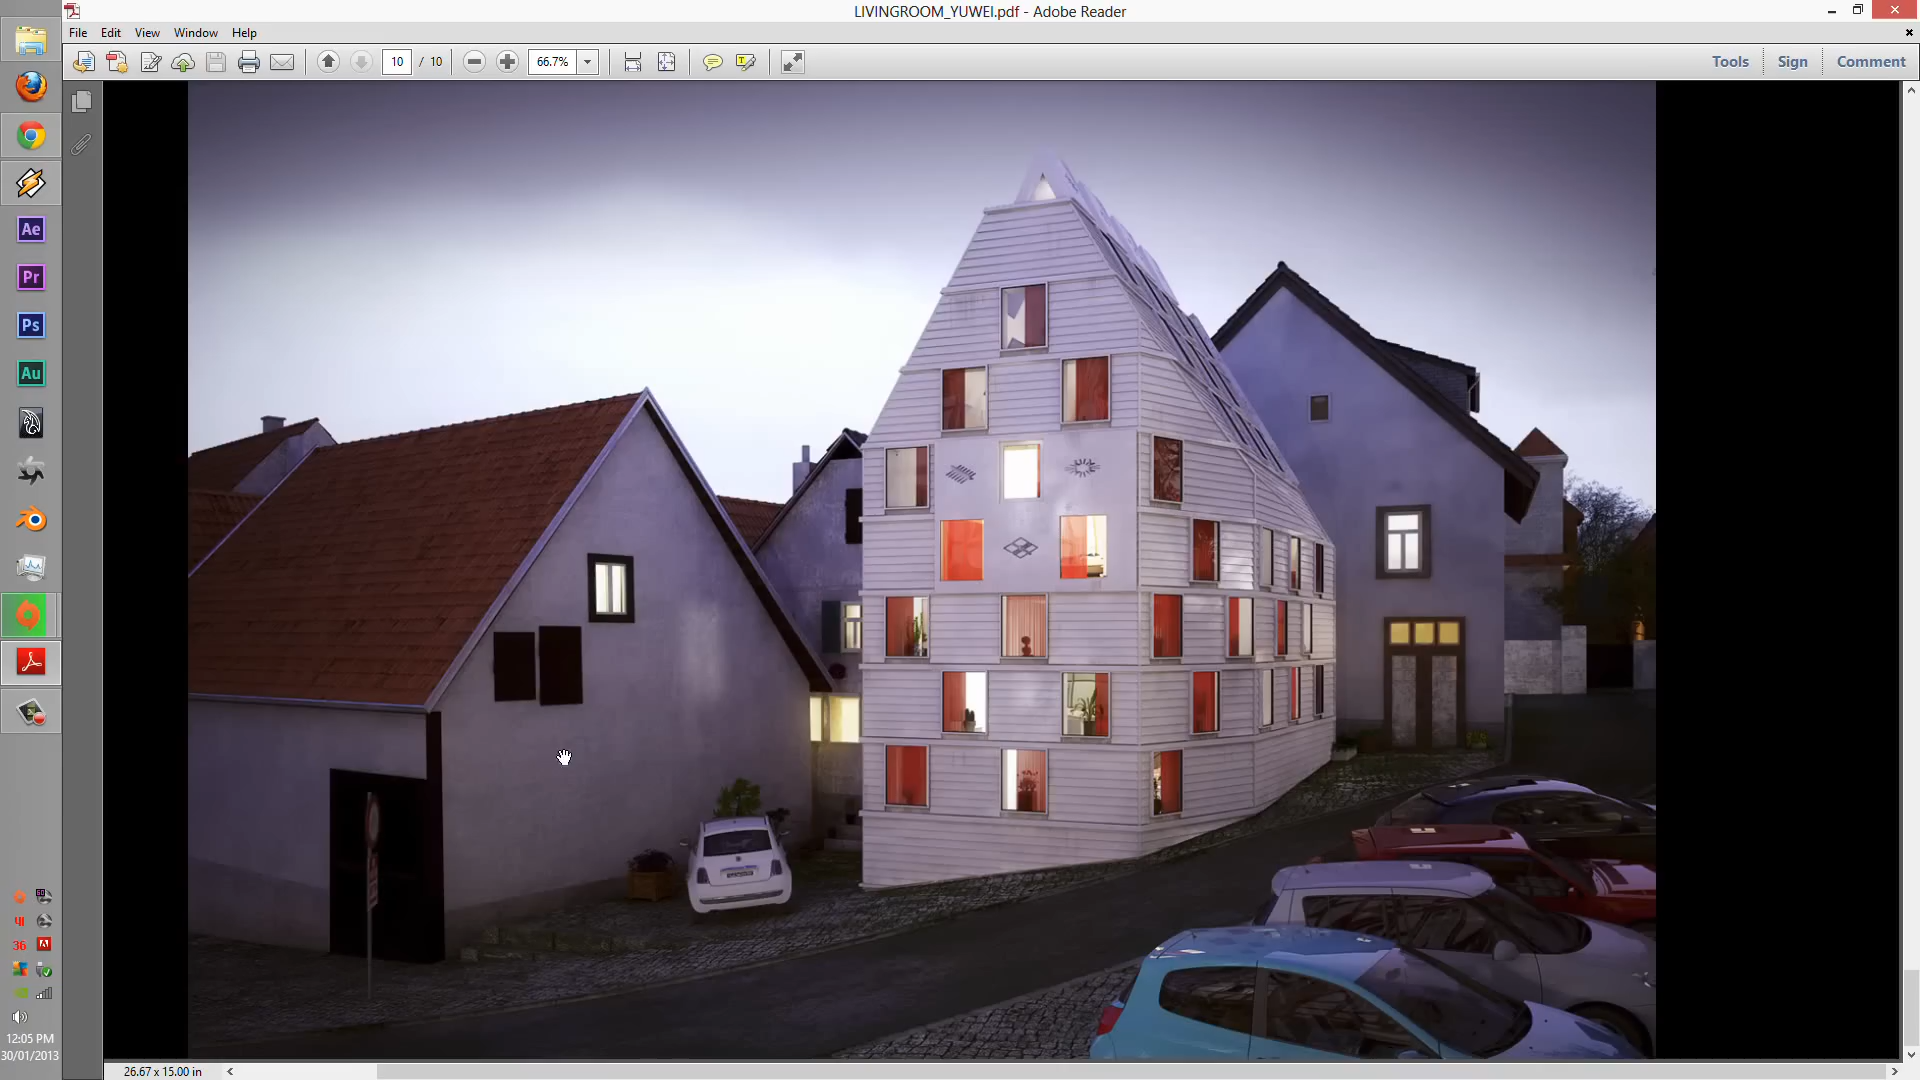 LIVINGROOM_YUWEI.pdf - Adobe Reader
File Edit View Window Help
10 / 10 66.7% Tools Sign Comment
Ae
Pr
Ps
Au
36
12:05 PM
30/01/2013
26.67 x 15.00 in